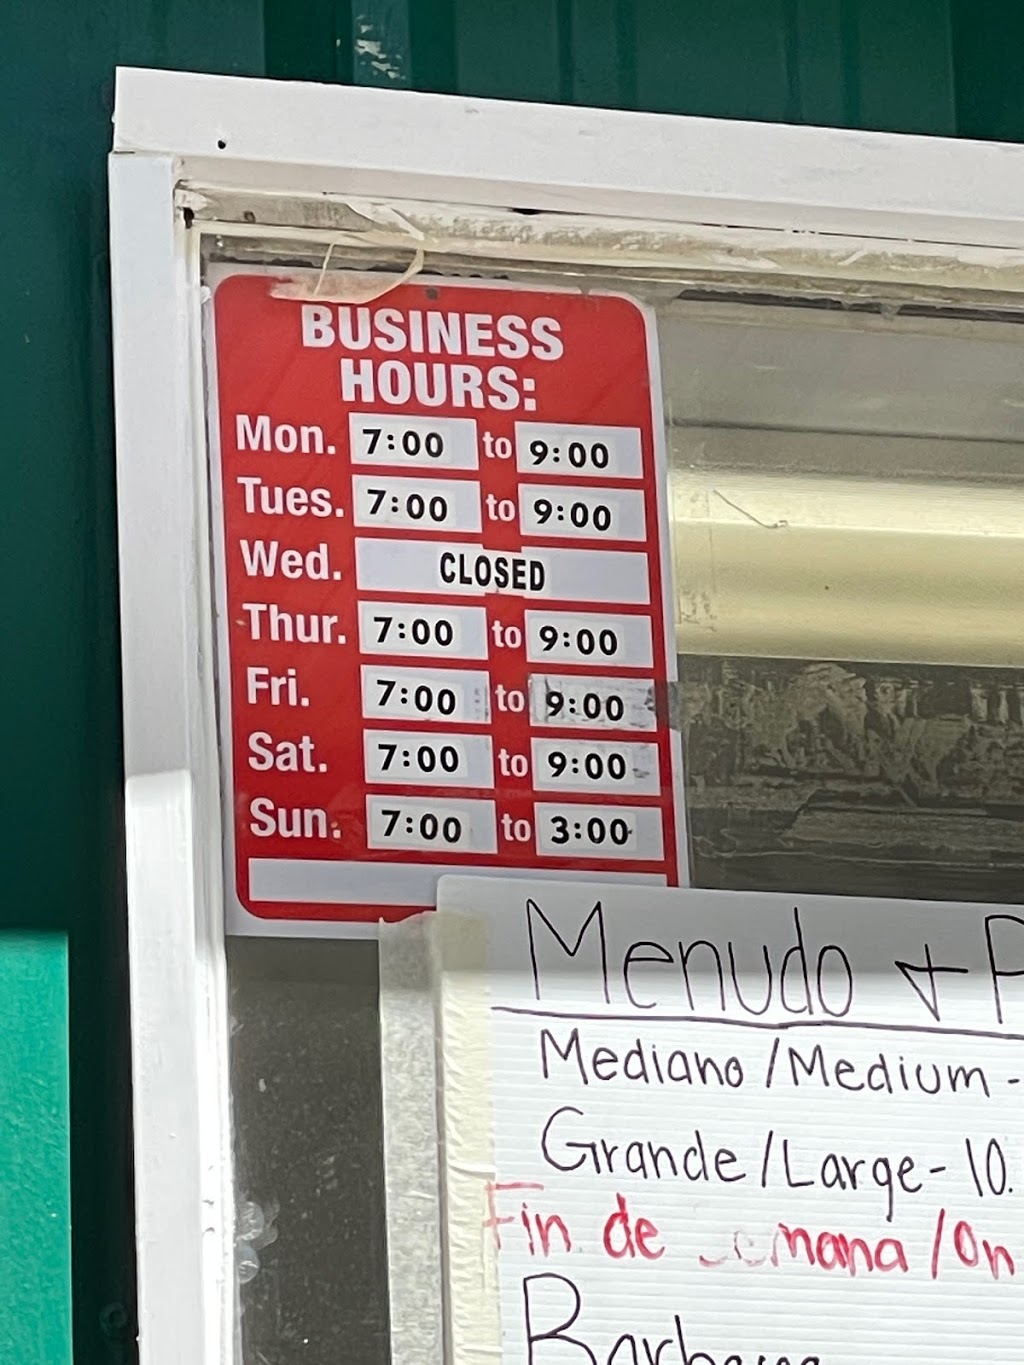 BUSINESS
HOURS:
Mon. 7:00 to 9:00
Tues. 7:00 to 9:00
Wed. CLOSED
Thur. 7:00 to 9:00
Fri. 7:00 to 9:00
Sat. 7:00 to 9:00
Sun. 7:00 to 3:00
Menudo + P
Mediano / Medium -
Grande / Large - 10.
Fin de semana / On